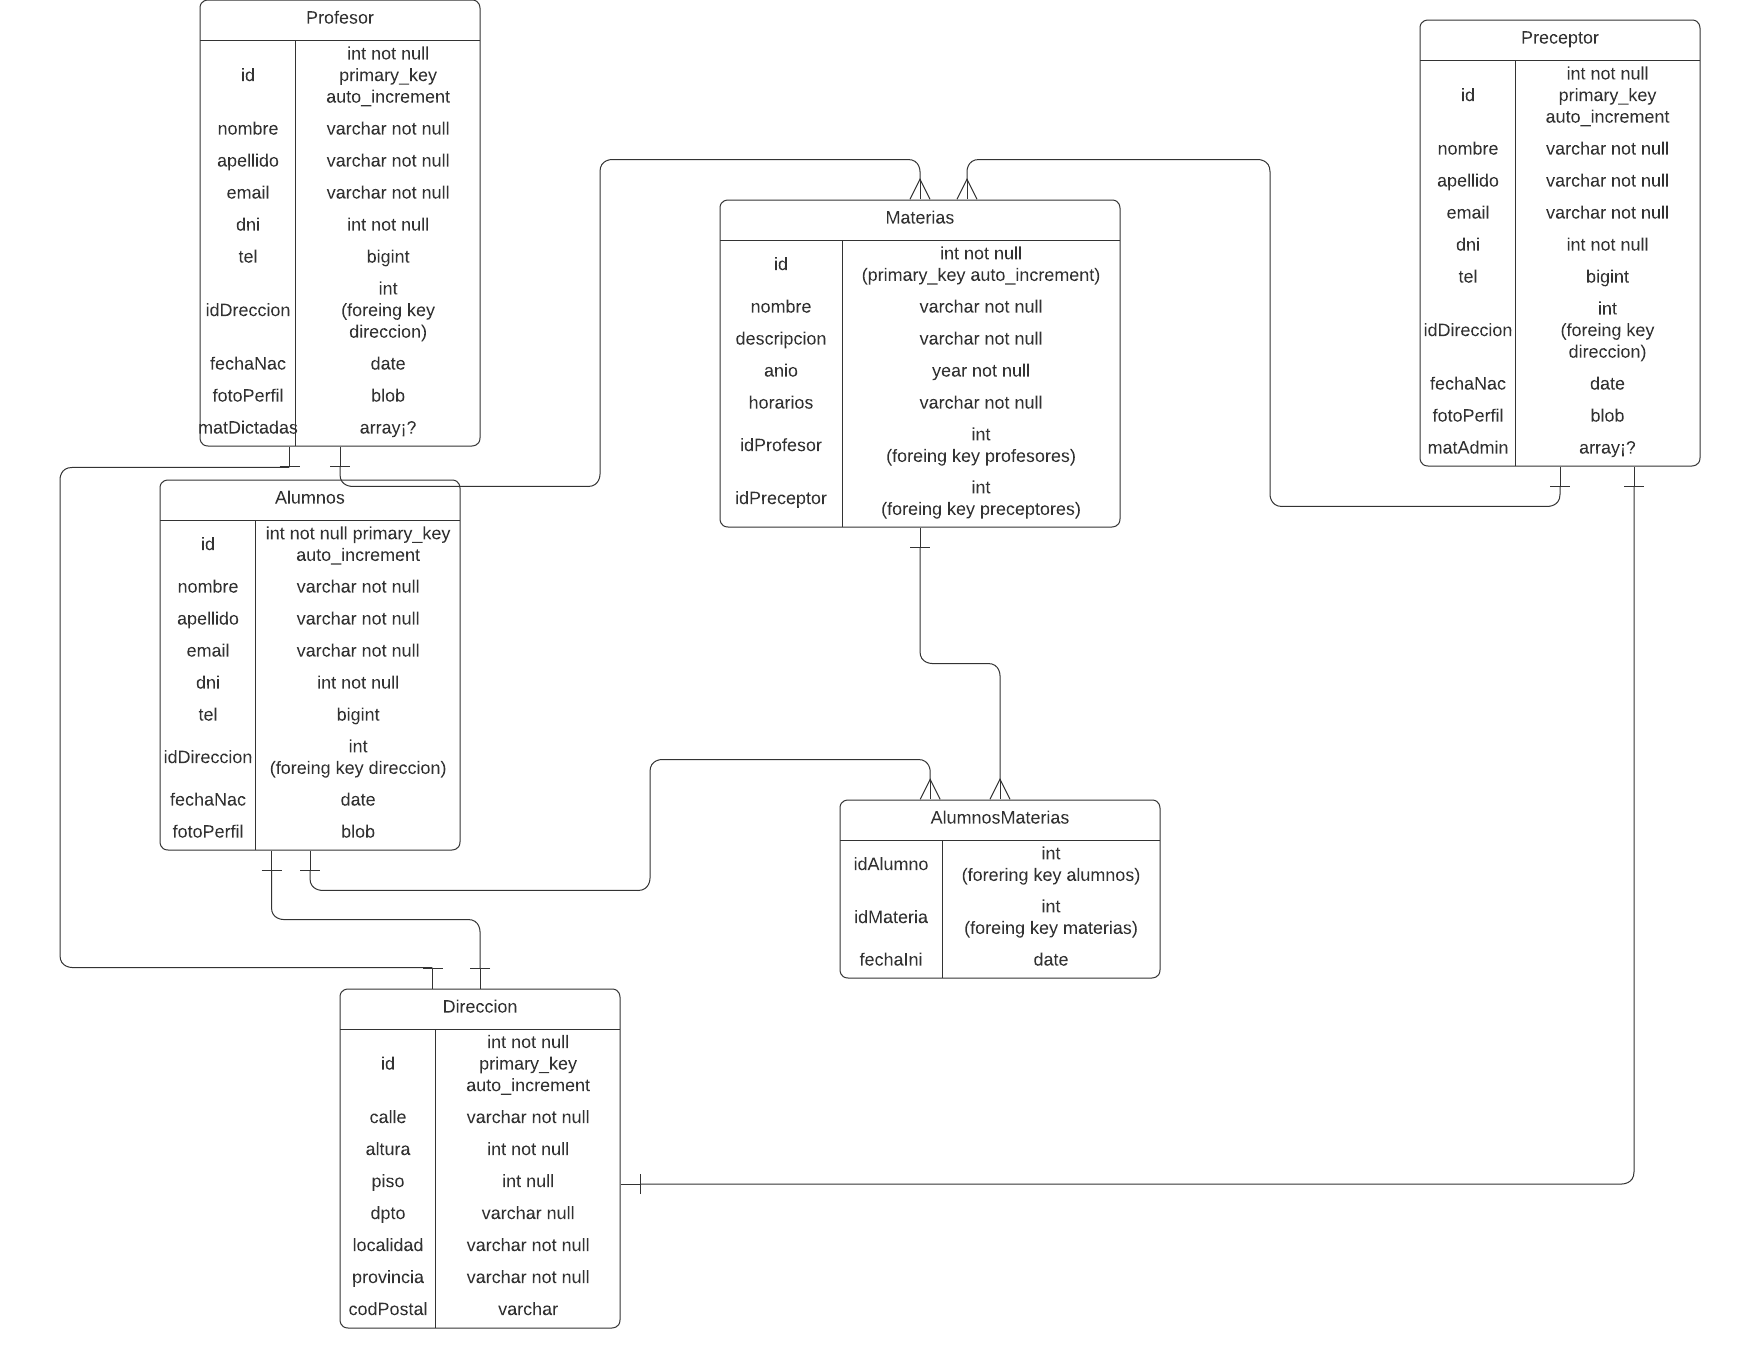 Profesor
id
int not null
primary_key
auto_increment
nombre
varchar not null
apellido
varchar not null
email
varchar not null
dni
int not null
tel
bigint
idDreccion
int
(foreing key
direccion)
fechaNac
date
fotoPerfil
blob
matDictadas
array¡?
Preceptor
id
int not null
primary_key
auto_increment
nombre
varchar not null
apellido
varchar not null
email
varchar not null
dni
int not null
tel
bigint
idDireccion
int
(foreing key
direccion)
fechaNac
date
fotoPerfil
blob
matAdmin
array¡?
Materias
id
int not null
(primary_key auto_increment)
nombre
varchar not null
descripcion
varchar not null
anio
year not null
horarios
varchar not null
idProfesor
int
(foreing key profesores)
idPreceptor
int
(foreing key preceptores)
Alumnos
id
int not null primary_key
auto_increment
nombre
varchar not null
apellido
varchar not null
email
varchar not null
dni
int not null
tel
bigint
idDireccion
int
(foreing key direccion)
fechaNac
date
fotoPerfil
blob
AlumnosMaterias
idAlumno
int
(forering key alumnos)
idMateria
int
(foreing key materias)
fechaIni
date
Direccion
id
int not null
primary_key
auto_increment
calle
varchar not null
altura
int not null
piso
int null
dpto
varchar null
localidad
varchar not null
provincia
varchar not null
codPostal
varchar